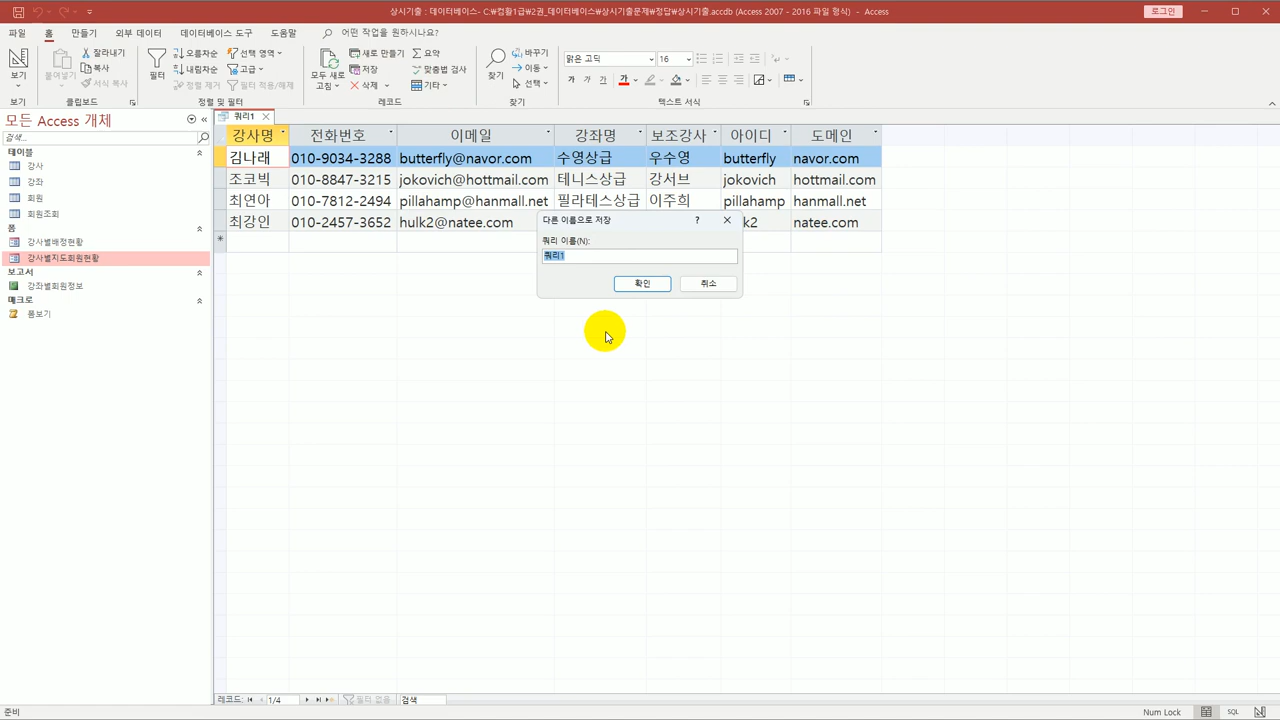 상시기출 : 데이터베이스- C:₩컴활1급₩2권_데이터베이스₩상시기출문제₩정답₩상시기출.accdb (Access 2007 - 2016 파일 형식) - Access
로그인
파일 홈 만들기 외부 데이터 데이터베이스 도구 도움말 어떤 작업을 원하시나요?
보기
붙여넣기
잘라내기
복사
서식 복사
필터
오름차순
내림차순
정렬 제거
선택 영역
고급
필터 적용/해제
모두 새로 고침
새로 만들기
저장
삭제
요약
맞춤법 검사
기타
찾기
바꾸기
이동
선택
맑은 고딕 16
가 가 가 가
보기 클립보드 정렬 및 필터 레코드 찾기 텍스트 서식
모든 Access 개체
검색...
테이블
강사
강좌
회원
회원조회
폼
강사별배정현황
강사별지도회원현황
보고서
강좌별회원정보
매크로
폼보기
쿼리1
강사명 전화번호 이메일 강좌명 보조강사 아이디 도메인
김나래 010-9034-3288 butterfly@navor.com 수영상급 우수영 butterfly navor.com
조코빅 010-8847-3215 jokovich@hottmail.com 테니스상급 강서브 jokovich hottmail.com
최연아 010-7812-2494 pillahamp@hanmall.net 필라테스상급 이주희 pillahamp hanmall.net
최강인 010-2457-3652 hulk2@natee.com k2 natee.com
다른 이름으로 저장 ?
쿼리 이름(N):
쿼리1
확인 취소
레코드: 1/4 필터 없음 검색
준비 Num Lock SQL